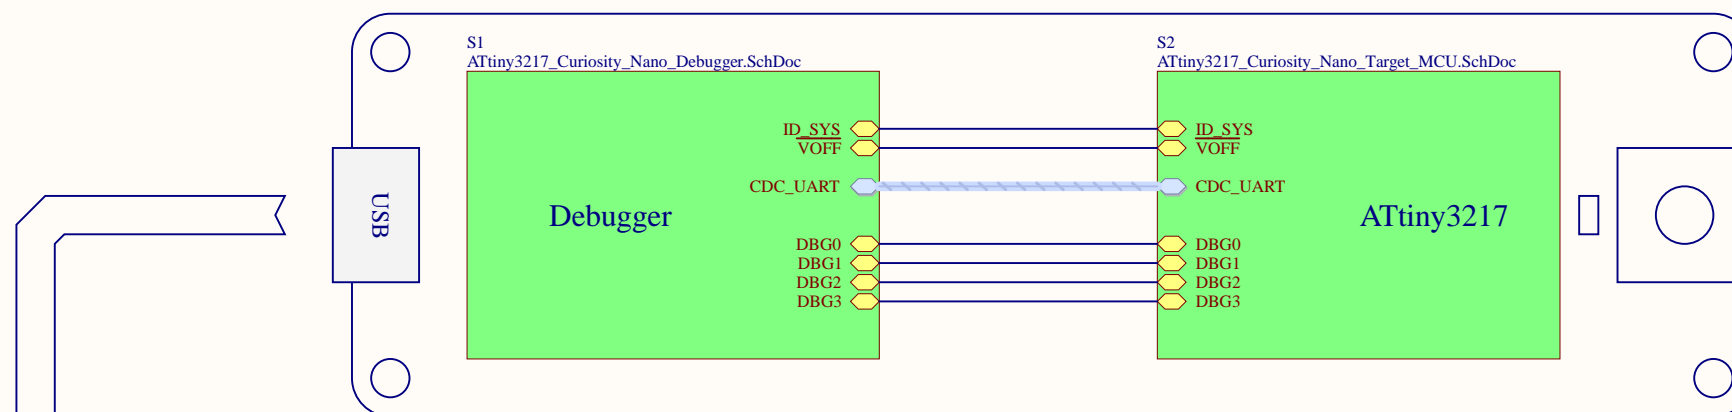 S1
ATtiny3217_Curiosity_Nano_Debugger.SchDoc
ID_SYS
VOFF
CDC_UART
Debugger
DBG0
DBG1
DBG2
DBG3
USB
S2
ATtiny3217_Curiosity_Nano_Target_MCU.SchDoc
ID_SYS
VOFF
CDC_UART
ATtiny3217
DBG0
DBG1
DBG2
DBG3